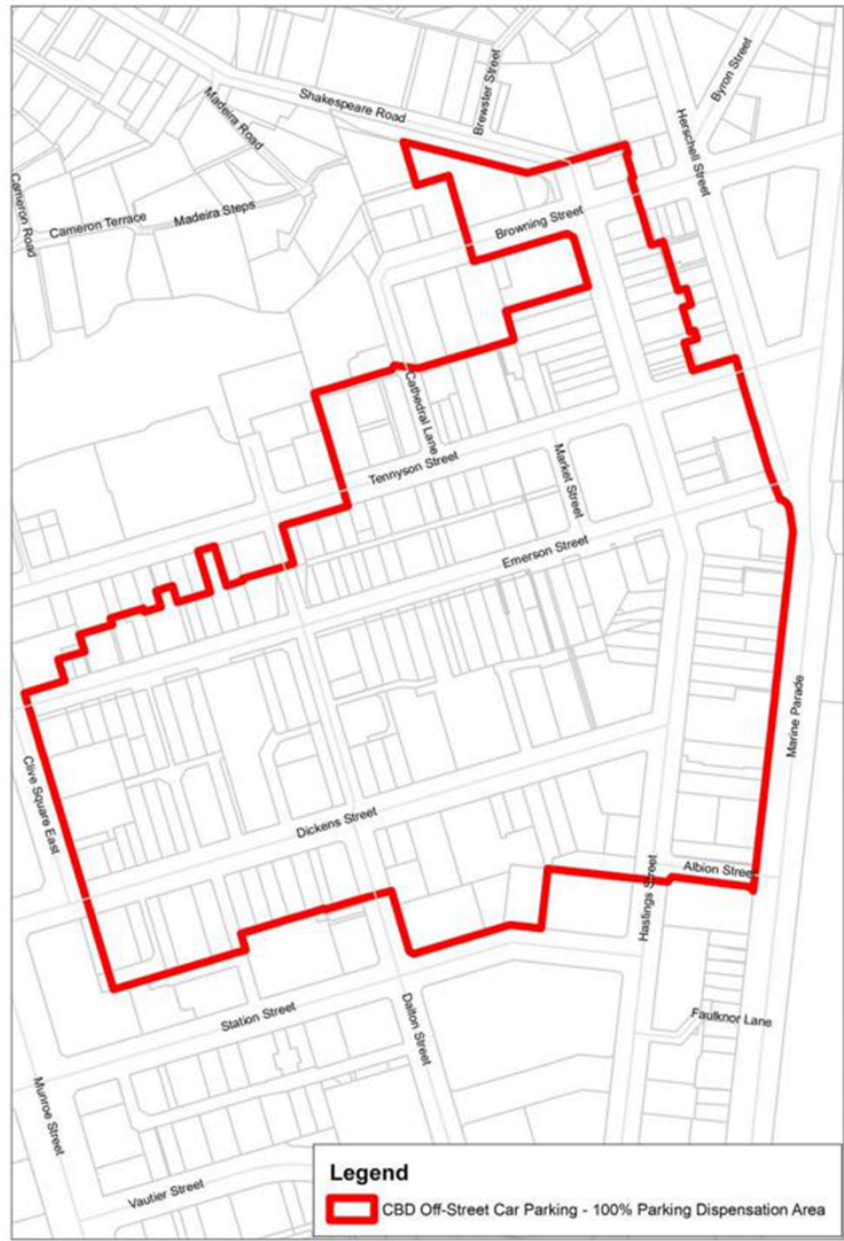 Shakespeare Road
Brewster Street
Byron Street
Madeira Road
Herschell Street
Cameron Road
Cameron Terrace
Madeira Steps
Browning Street
Cathedral Lane
Tennyson Street
Market Street
Emerson Street
Marine Parade
Clive Square East
Dickens Street
Albion Street
Hastings Street
Station Street
Dalton Street
Faulknor Lane
Munroe Street
Vautier Street
Legend
CBD Off-Street Car Parking - 100% Parking Dispensation Area